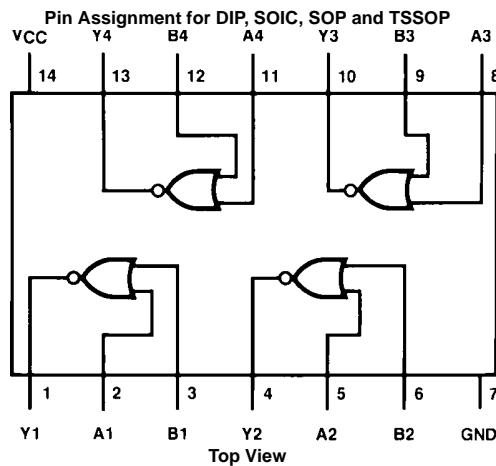 Pin Assignment for DIP, SOIC, SOP and TSSOP
VCC Y4 B4 A4 Y3 B3 A3
14 13 12 11 10 9 8
1 2 3 4 5 6 7
Y1 A1 B1 Y2 A2 B2 GND
Top View